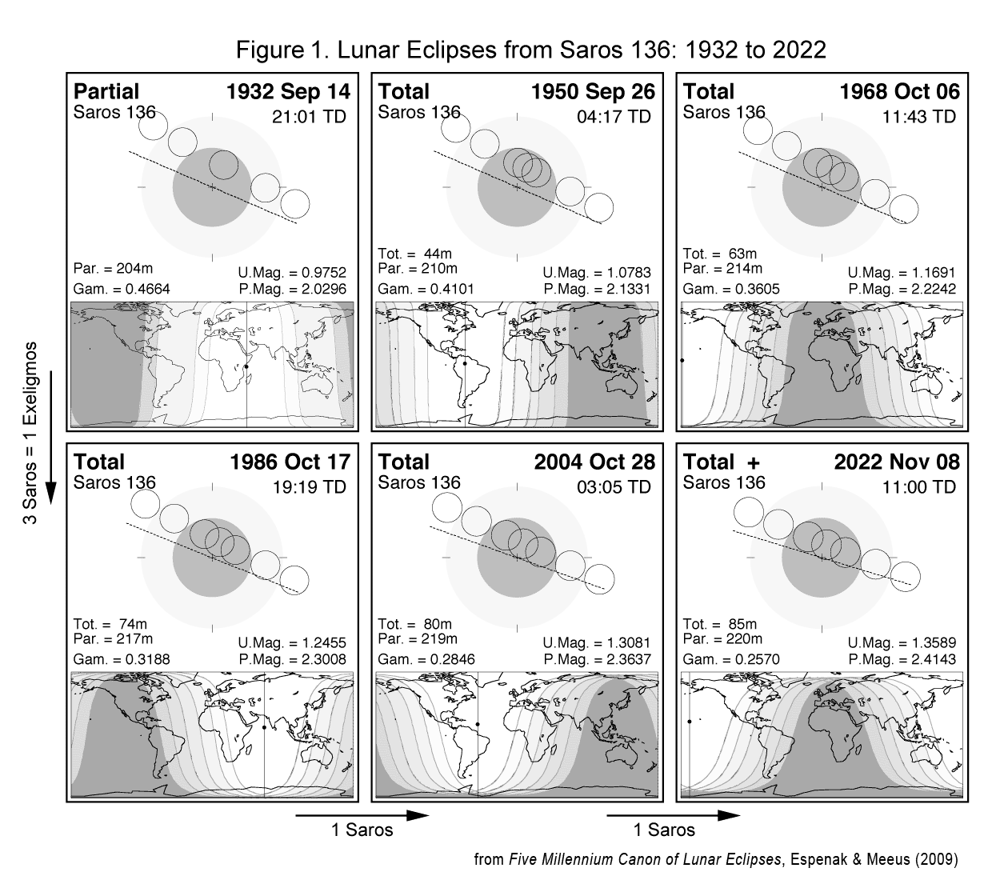 Figure 1. Lunar Eclipses from Saros 136: 1932 to 2022
Partial 1932 Sep 14
Saros 136 21:01 TD
Par. = 204m U.Mag. = 0.9752
Gam. = 0.4664 P.Mag. = 2.0296
Total 1950 Sep 26
Saros 136 04:17 TD
Tot. = 44m
Par. = 210m U.Mag. = 1.0783
Gam. = 0.4101 P.Mag. = 2.1331
Total 1968 Oct 06
Saros 136 11:43 TD
Tot. = 63m
Par. = 214m U.Mag. = 1.1691
Gam. = 0.3605 P.Mag. = 2.2242
3 Saros = 1 Exeligmos
Total 1986 Oct 17
Saros 136 19:19 TD
Tot. = 74m
Par. = 217m U.Mag. = 1.2455
Gam. = 0.3188 P.Mag. = 2.3008
Total 2004 Oct 28
Saros 136 03:05 TD
Tot. = 80m
Par. = 219m U.Mag. = 1.3081
Gam. = 0.2846 P.Mag. = 2.3637
Total + 2022 Nov 08
Saros 136 11:00 TD
Tot. = 85m
Par. = 220m U.Mag. = 1.3589
Gam. = 0.2570 P.Mag. = 2.4143
1 Saros
1 Saros
from Five Millennium Canon of Lunar Eclipses, Espenak & Meeus (2009)